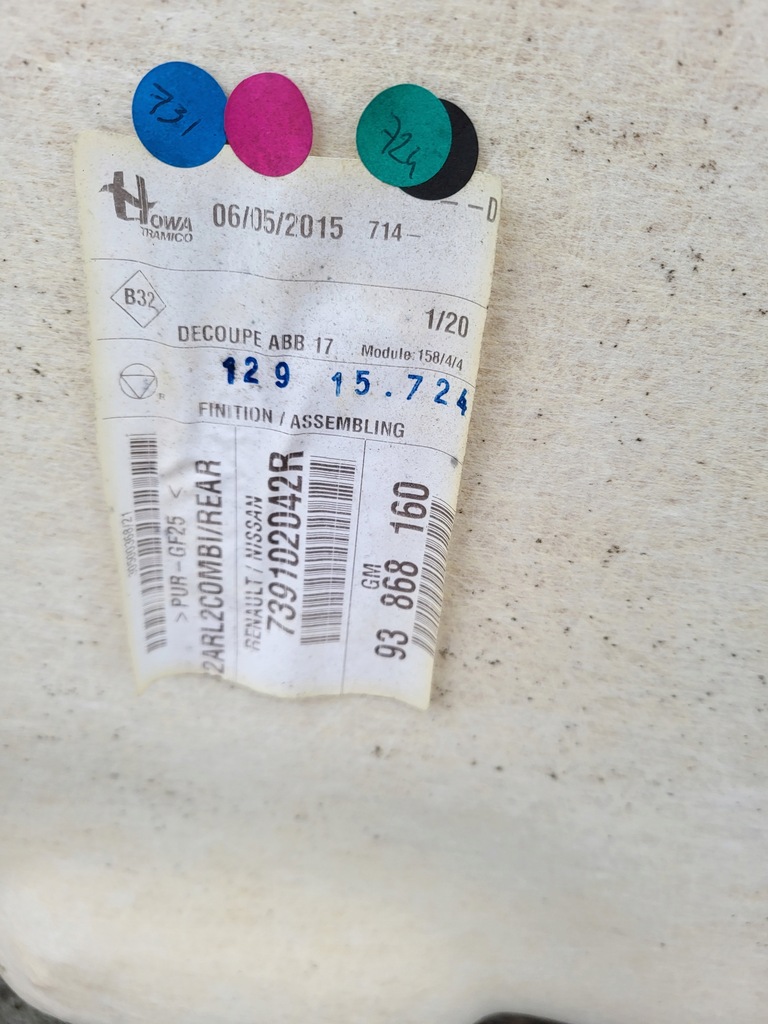 731
724
HOWA
TRAMICO
06/05/2015 714-
--D
B32
1/20
DECOUPE ABB 17 Module: 158/4/4
129 15.724
FINITION / ASSEMBLING
>PUR-GF25 <
2ARL2COMBI/REAR
RENAULT / NISSAN
739102042R
GM
93 868 160